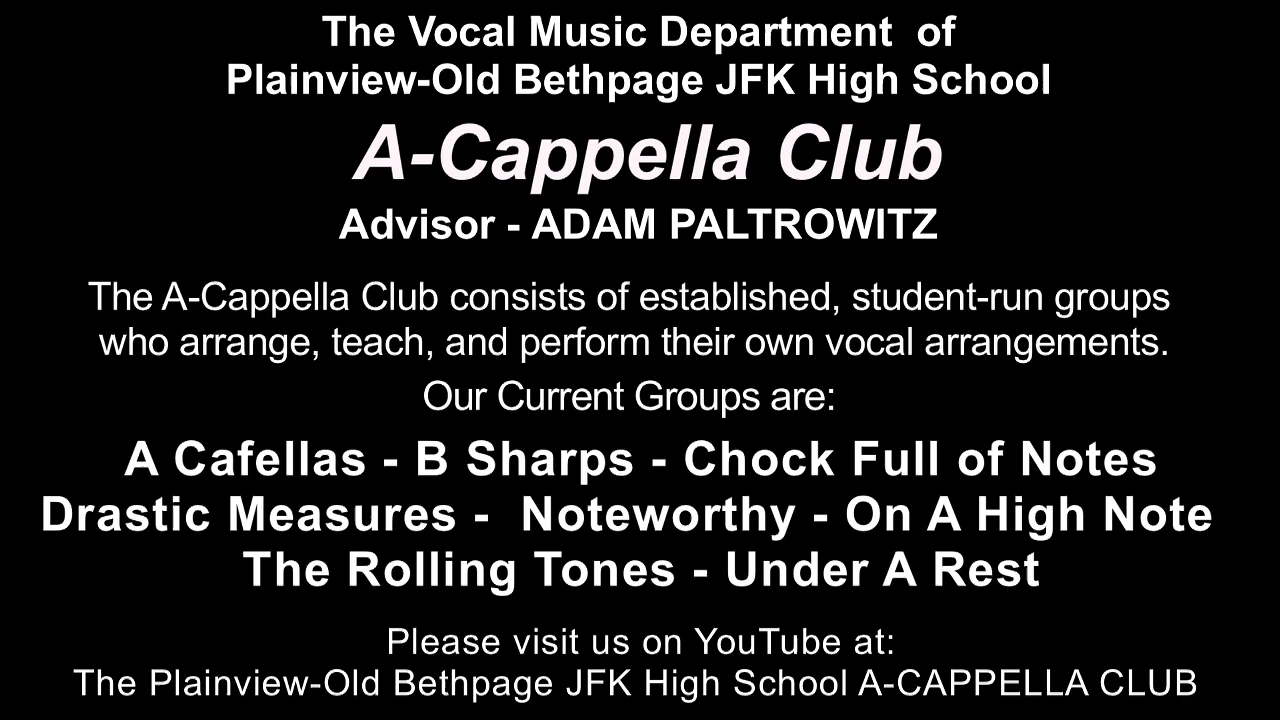 The Vocal Music Department of
Plainview-Old Bethpage JFK High School
A-Cappella Club
Advisor - ADAM PALTROWITZ
The A-Cappella Club consists of established, student-run groups
who arrange, teach, and perform their own vocal arrangements.
Our Current Groups are:
A Cafellas - B Sharps - Chock Full of Notes
Drastic Measures - Noteworthy - On A High Note
The Rolling Tones - Under A Rest
Please visit us on YouTube at:
The Plainview-Old Bethpage JFK High School A-CAPPELLA CLUB